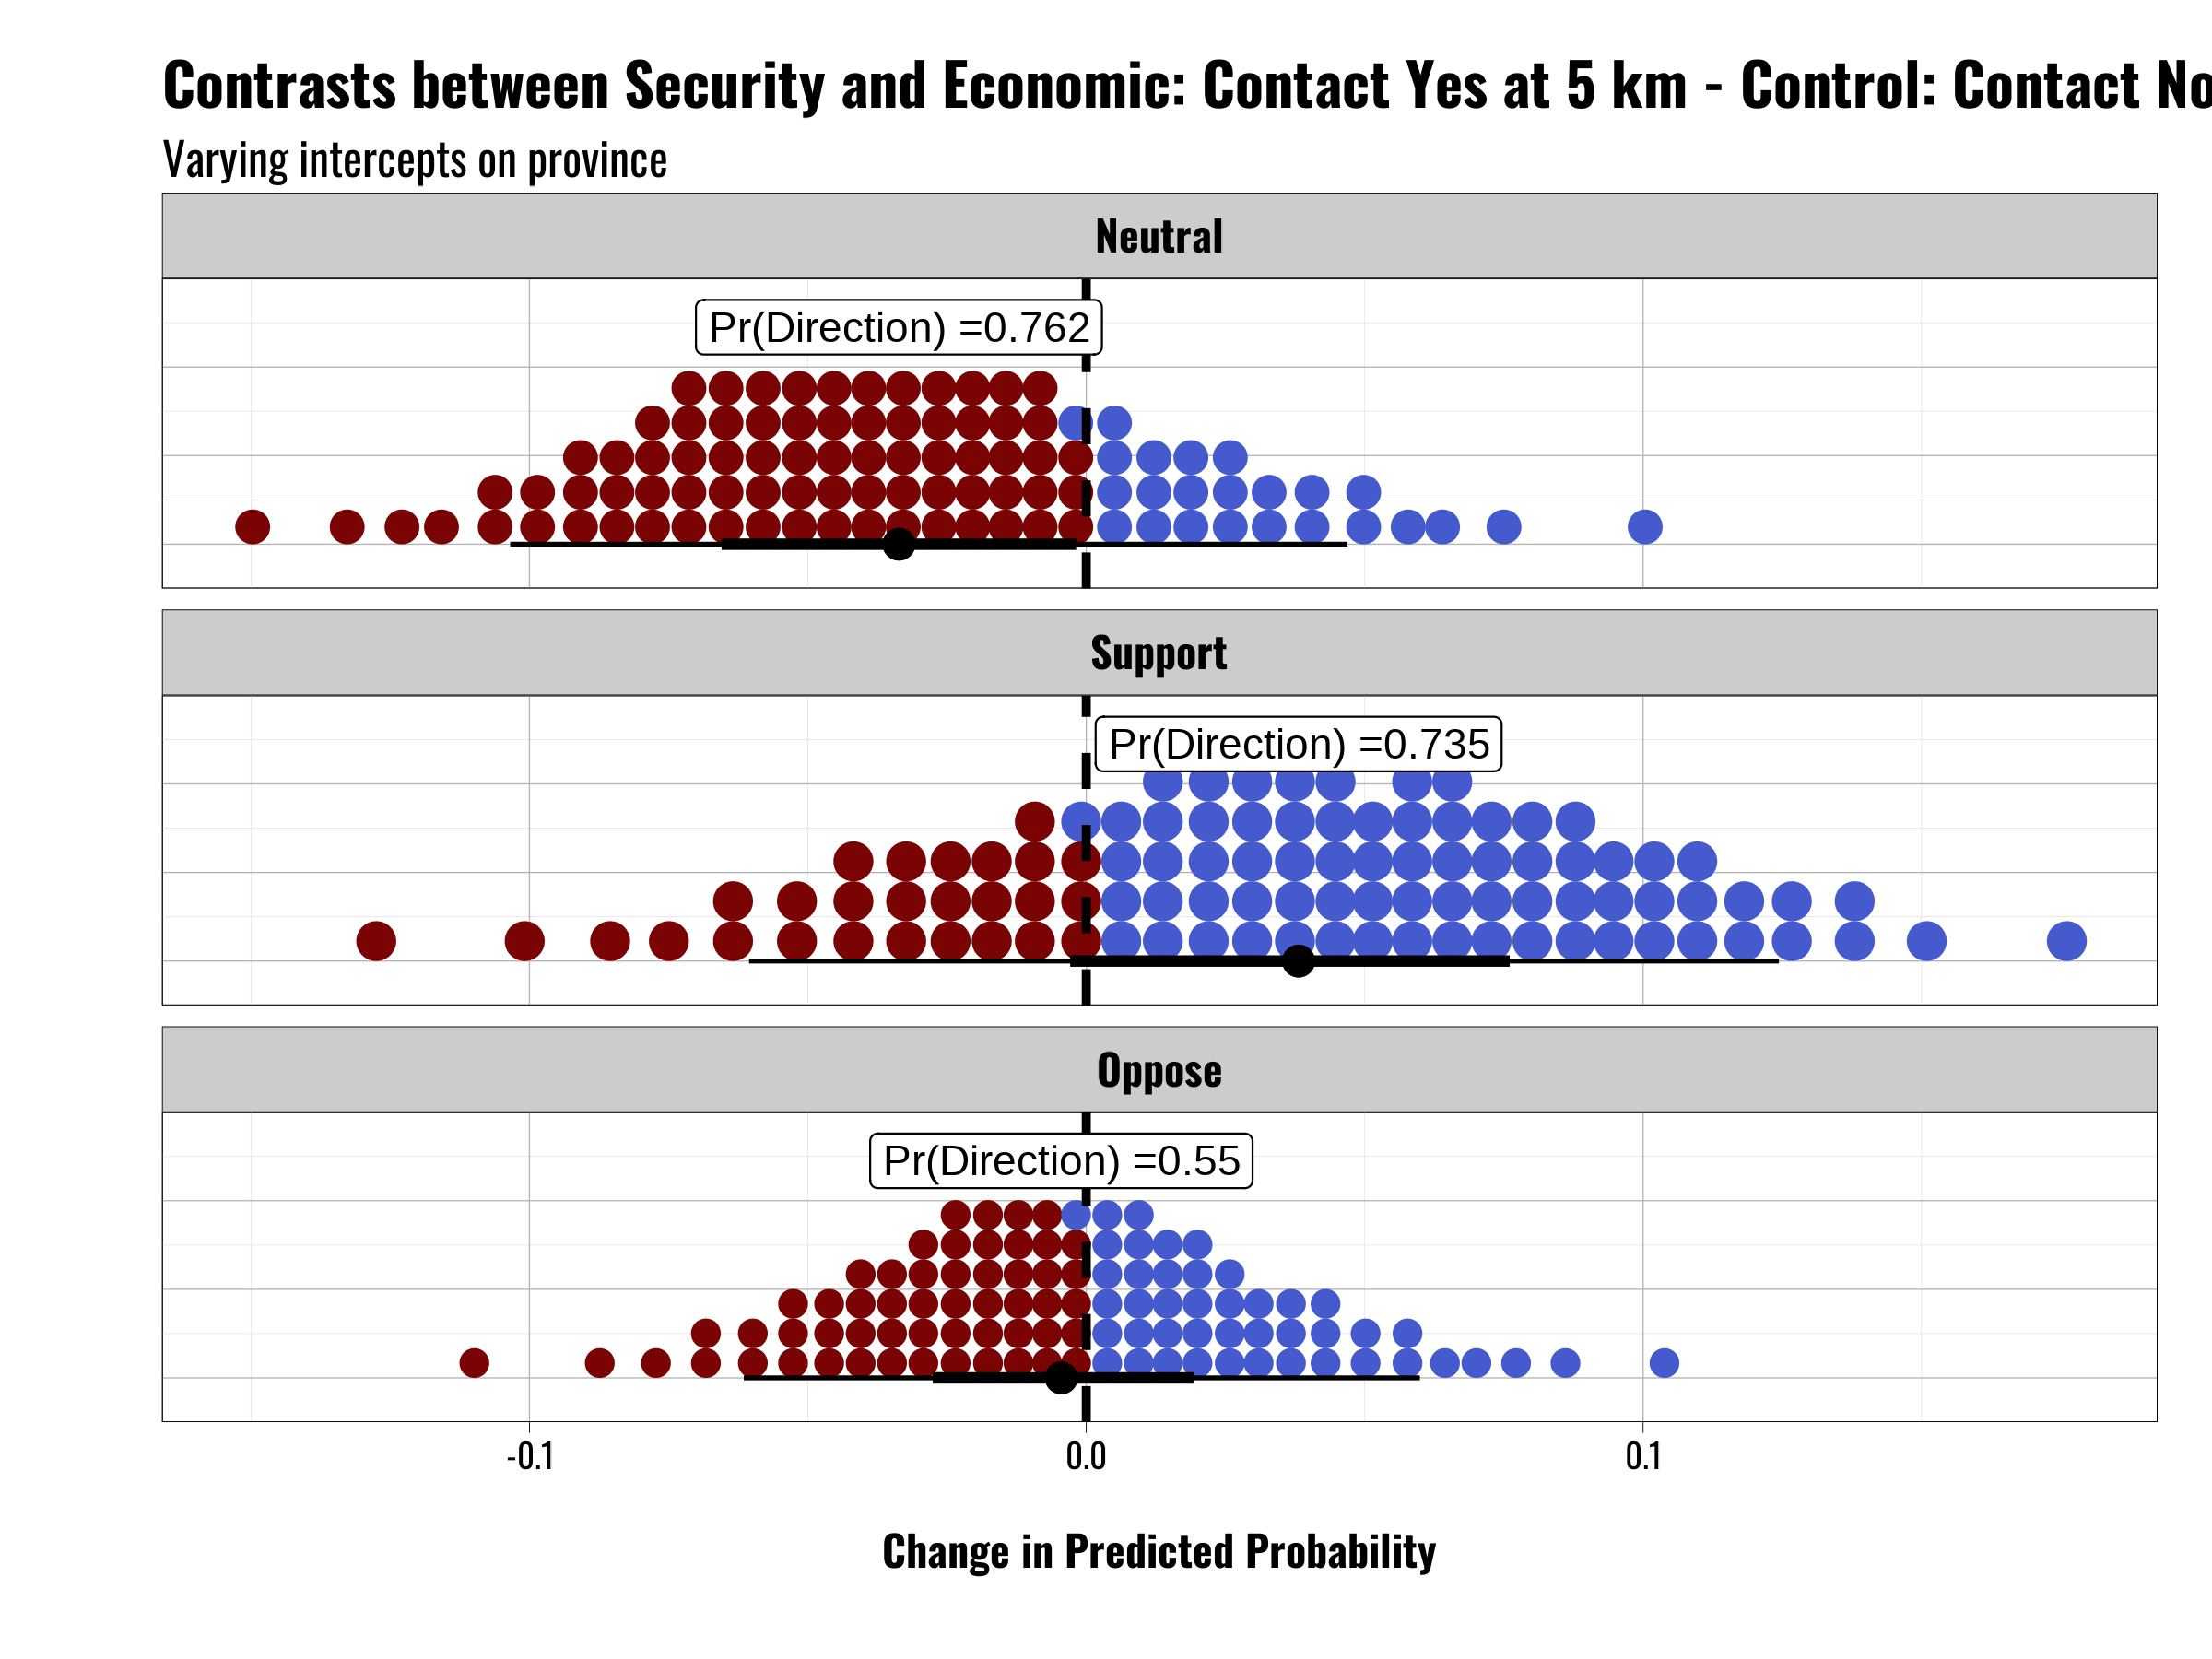 Contrasts between Security and Economic: Contact Yes at 5 km - Control: Contact No
Varying intercepts on province
Neutral
Pr(Direction) =0.762
Support
Pr(Direction) =0.735
Oppose
Pr(Direction) =0.55
-0.1 0.0 0.1
Change in Predicted Probability